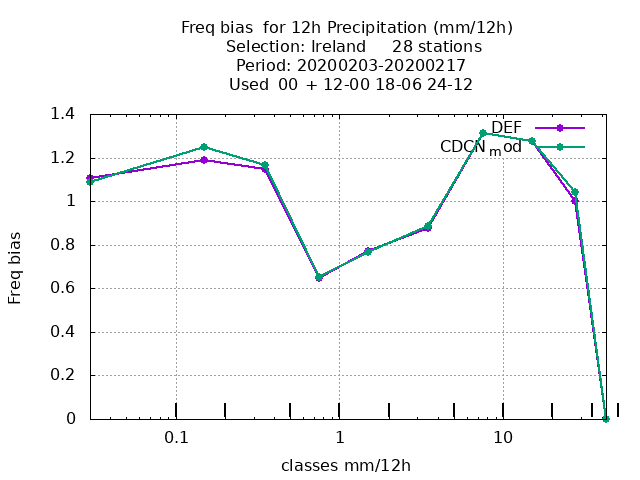 Freq bias  for 12h Precipitation (mm/12h)
Selection: Ireland     28 stations
Period: 20200203-20200217
Used  00 + 12-00 18-06 24-12
DEF
CDCN_mod
1.4
1.2
1
0.8
0.6
0.4
0.2
0
Freq bias
0.1
1
10
classes mm/12h